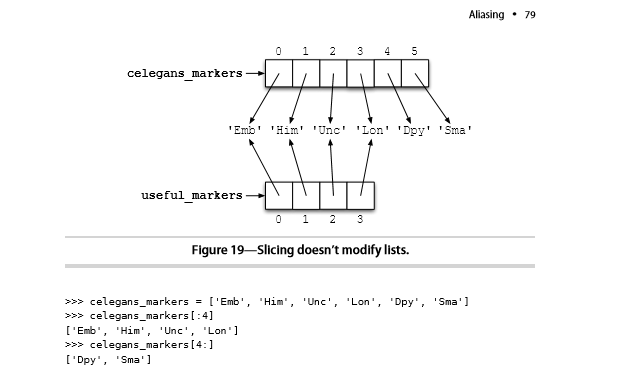 Aliasing • 79
0 1 2 3 4 5
celegans_markers
'Emb' 'Him' 'Unc' 'Lon' 'Dpy' 'Sma'
useful_markers
0 1 2 3
Figure 19—Slicing doesn't modify lists.
>>> celegans_markers = ['Emb', 'Him', 'Unc', 'Lon', 'Dpy', 'Sma']
>>> celegans_markers[:4]
['Emb', 'Him', 'Unc', 'Lon']
>>> celegans_markers[4:]
['Dpy', 'Sma']